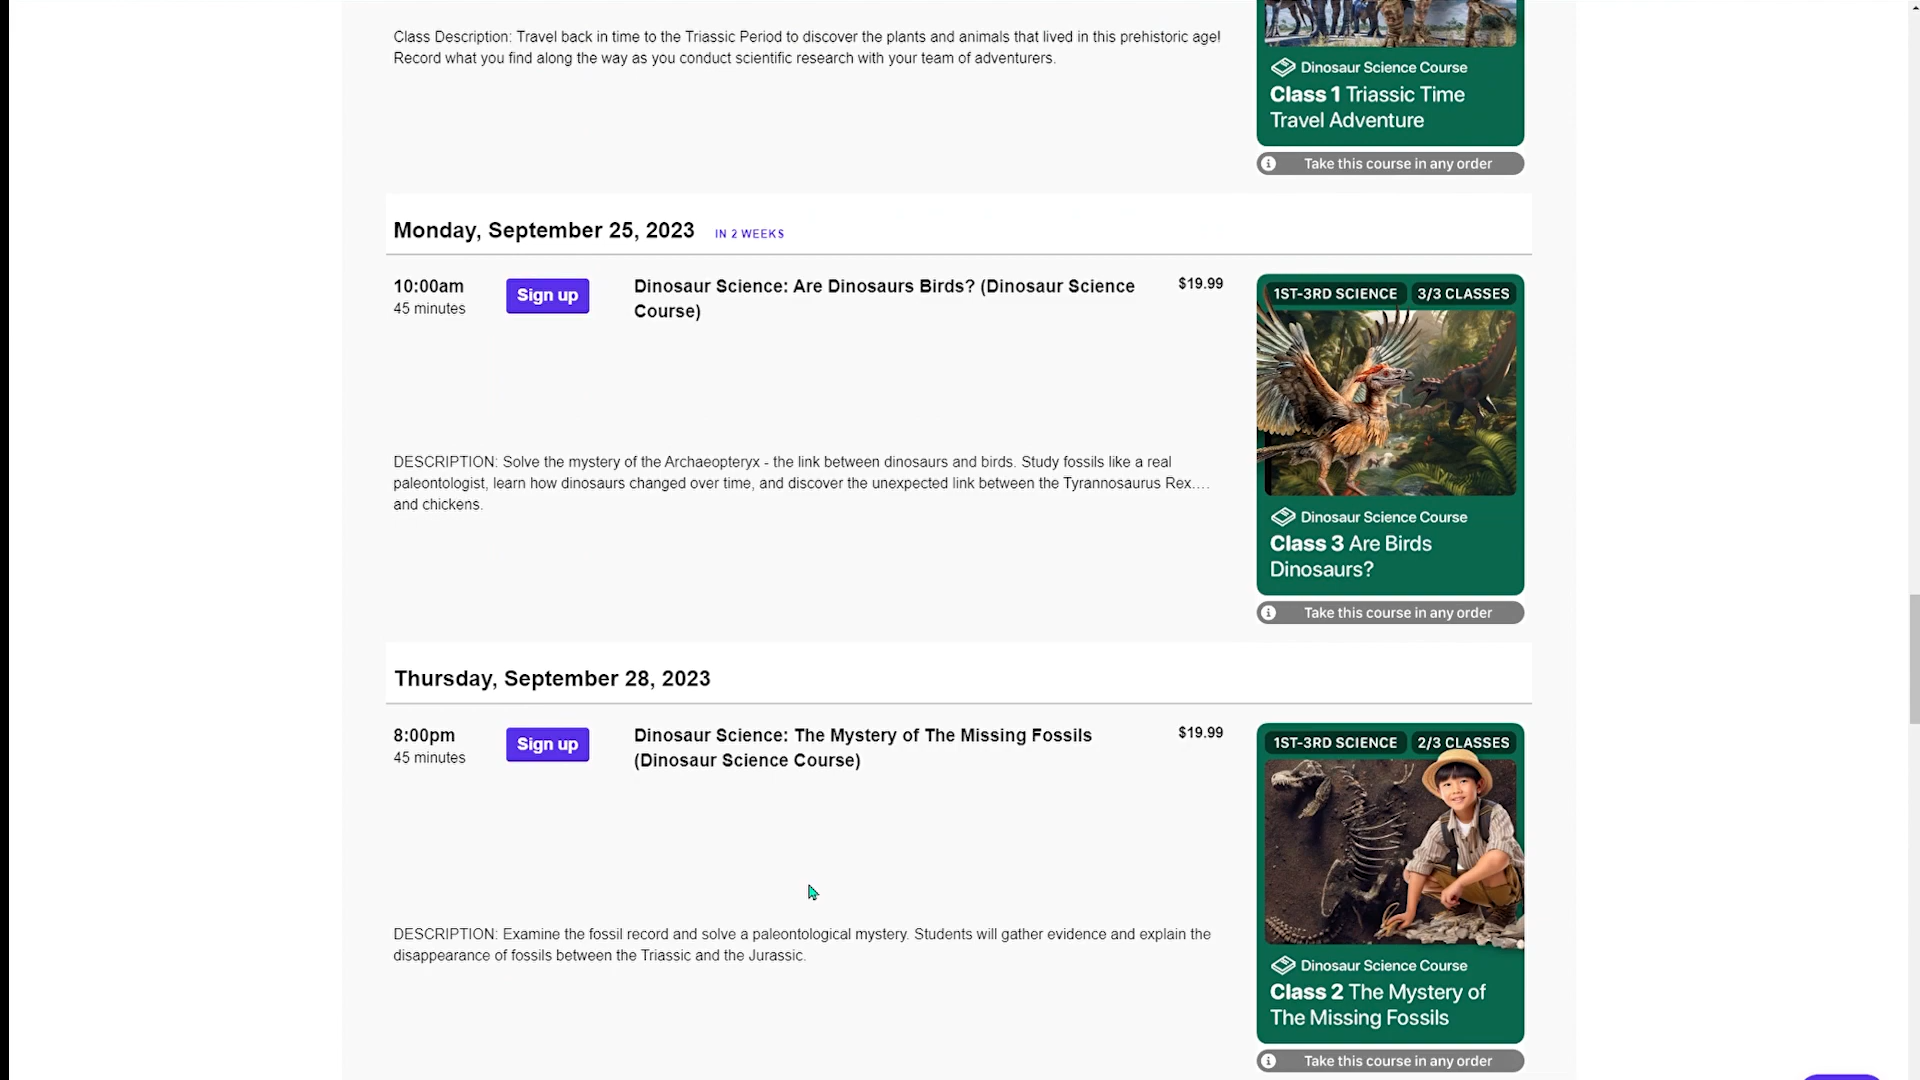 Class Description: Travel back in time to the Triassic Period to discover the plants and animals that lived in this prehistoric age!
Record what you find along the way as you conduct scientific research with your team of adventurers.
Dinosaur Science Course
Class 1 Triassic Time
Travel Adventure
Take this course in any order
Monday, September 25, 2023 IN 2 WEEKS
10:00am
45 minutes
Sign up
Dinosaur Science: Are Dinosaurs Birds? (Dinosaur Science
Course)
$19.99
1ST-3RD SCIENCE 3/3 CLASSES
DESCRIPTION: Solve the mystery of the Archaeopteryx - the link between dinosaurs and birds. Study fossils like a real
paleontologist, learn how dinosaurs changed over time, and discover the unexpected link between the Tyrannosaurus Rex....
and chickens.
Dinosaur Science Course
Class 3 Are Birds
Dinosaurs?
Take this course in any order
Thursday, September 28, 2023
8:00pm
45 minutes
Sign up
Dinosaur Science: The Mystery of The Missing Fossils
(Dinosaur Science Course)
$19.99
1ST-3RD SCIENCE 2/3 CLASSES
DESCRIPTION: Examine the fossil record and solve a paleontological mystery. Students will gather evidence and explain the
disappearance of fossils between the Triassic and the Jurassic.
Dinosaur Science Course
Class 2 The Mystery of
The Missing Fossils
Take this course in any order